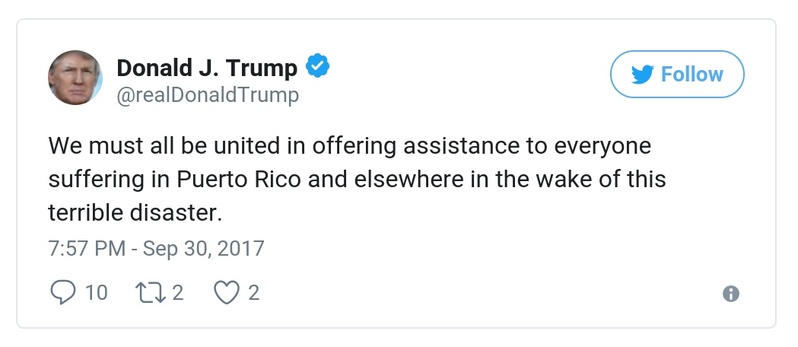 Donald J. Trump
@realDonaldTrump
Follow
We must all be united in offering assistance to everyone
suffering in Puerto Rico and elsewhere in the wake of this
terrible disaster.
7:57 PM - Sep 30, 2017
10 2 2